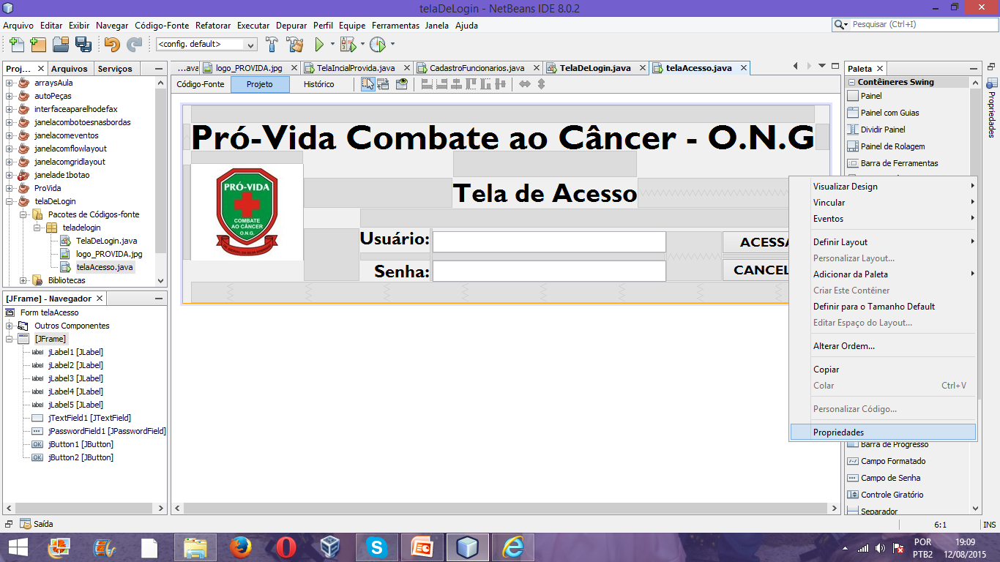 telaDeLogin - NetBeans IDE 8.0.2
Arquivo Editar Exibir Navegar Código-Fonte Refatorar Executar Depurar Perfil Equipe Ferramentas Janela Ajuda
Pesquisar (Ctrl+I)
<config. default>
Proj... Arquivos Serviços
...ava logo_PROVIDA.jpg TelaIncialProvida.java CadastroFuncionarios.java TelaDeLogin.java telaAcesso.java
Código-Fonte Projeto Histórico
arraysAula
autoPeças
interfaceaparelhodefax
janelacombotoesnasbordas
janelacomeventos
janelacomflowlayout
janelacomgridlayout
janelade1botao
ProVida
telaDeLogin
Pacotes de Códigos-fonte
teladelogin
TelaDeLogin.java
logo_PROVIDA.jpg
telaAcesso.java
Bibliotecas
[JFrame] - Navegador
Form telaAcesso
Outros Componentes
[JFrame]
label jLabel1 [JLabel]
label jLabel2 [JLabel]
label jLabel3 [JLabel]
label jLabel4 [JLabel]
label jLabel5 [JLabel]
jTextField1 [JTextField]
jPasswordField1 [JPasswordField]
OK jButton1 [JButton]
OK jButton2 [JButton]
Pró-Vida Combate ao Câncer - O.N.G
PRÓ-VIDA
COMBATE
AO CÂNCER
O.N.G.
Tela de Acesso
Usuário:
ACESSA
Senha:
CANCEL
Paleta
Contêineres Swing
Painel
Painel com Guias
Dividir Painel
Painel de Rolagem
Barra de Ferramentas
Propriedades
Visualizar Design
Vincular
Eventos
Definir Layout
Personalizar Layout...
Adicionar da Paleta
Criar Este Contêiner
Definir para o Tamanho Default
Editar Espaço do Layout...
Alterar Ordem...
Copiar
Colar Ctrl+V
Personalizar Código...
Propriedades
Barra de Progresso
Campo Formatado
Campo de Senha
Controle Giratório
Separador
Saída
6:1 INS
POR
PTB2
19:09
12/08/2015